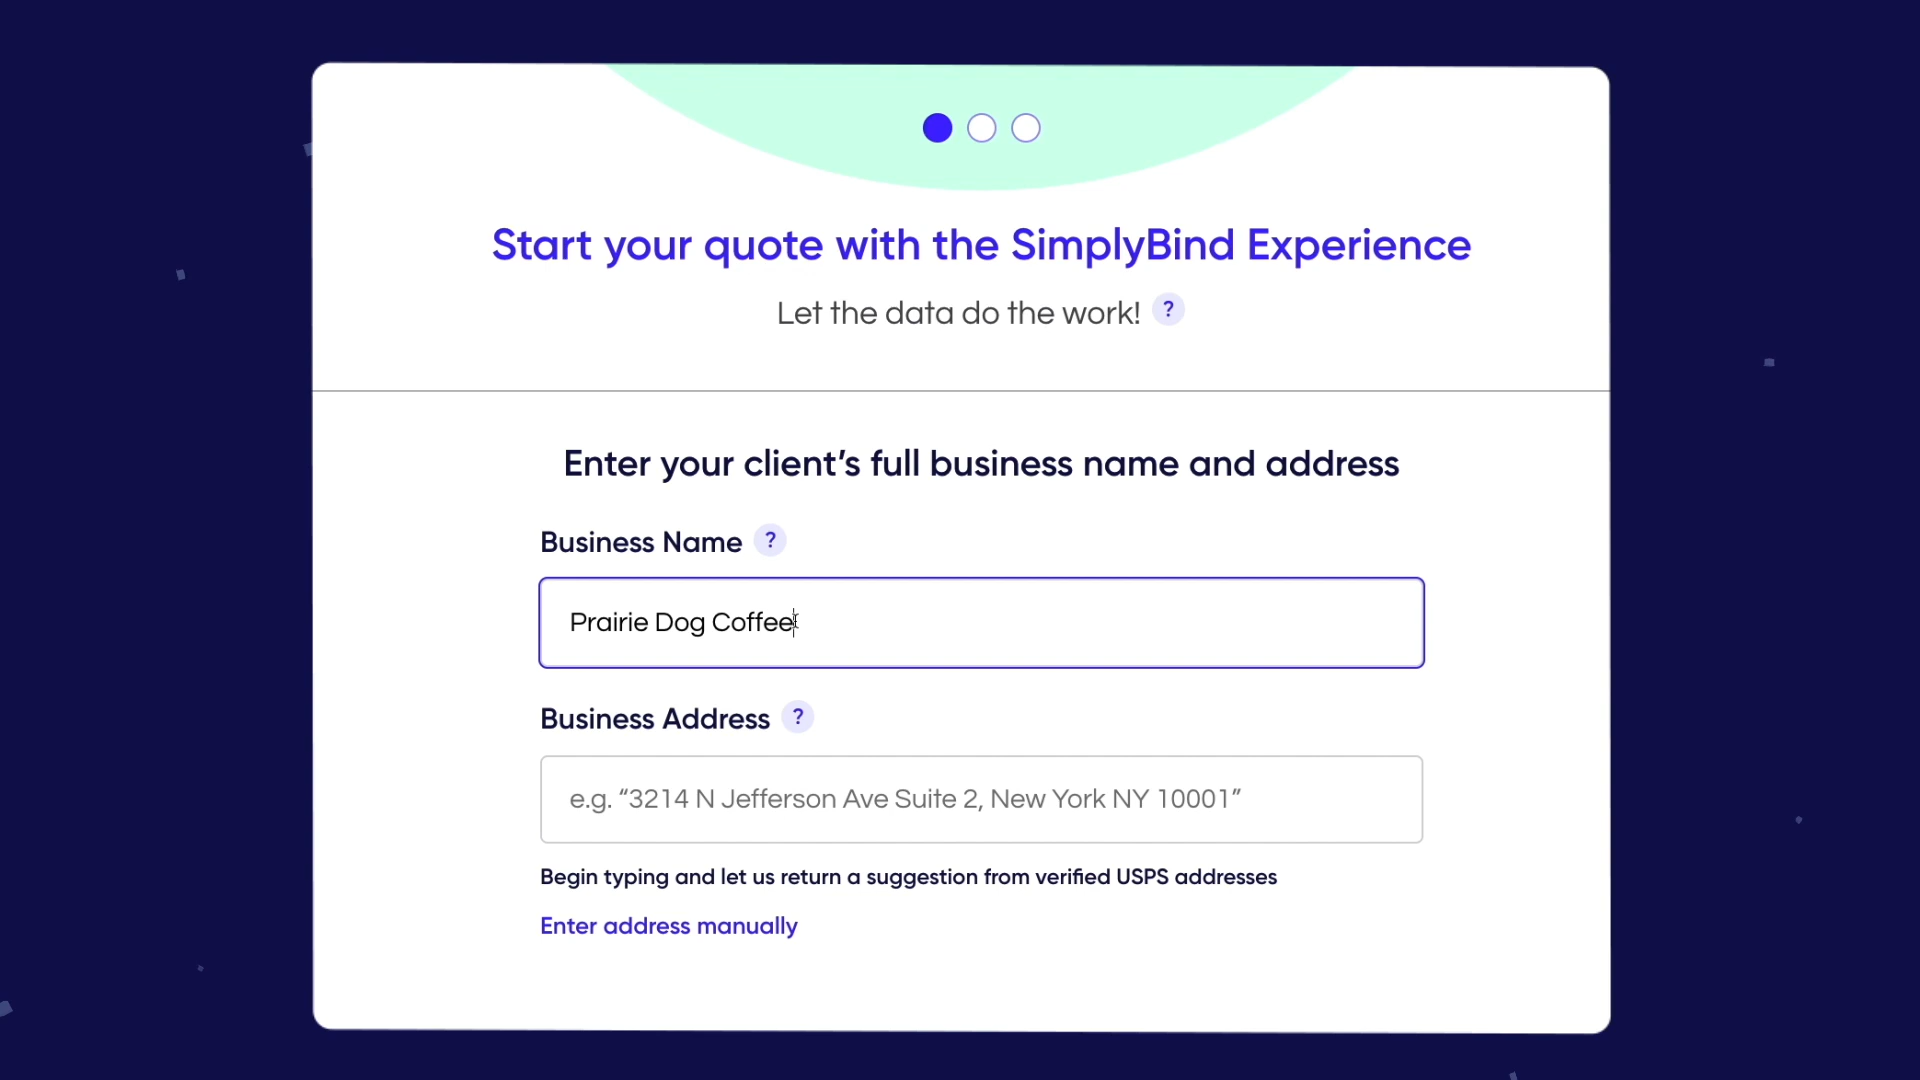 Start your quote with the SimplyBind Experience
Let the data do the work! ?
Enter your client’s full business name and address
Business Name ?
Prairie Dog Coffee
Business Address ?
e.g. “3214 N Jefferson Ave Suite 2, New York NY 10001”
Begin typing and let us return a suggestion from verified USPS addresses
Enter address manually